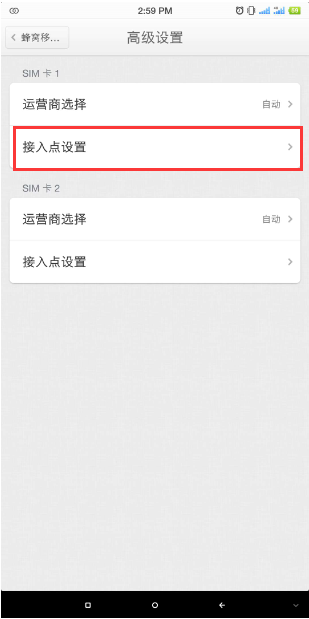 2:59 PM
蜂窝移...
高级设置
SIM 卡 1
运营商选择 自动
接入点设置
SIM 卡 2
运营商选择 自动
接入点设置